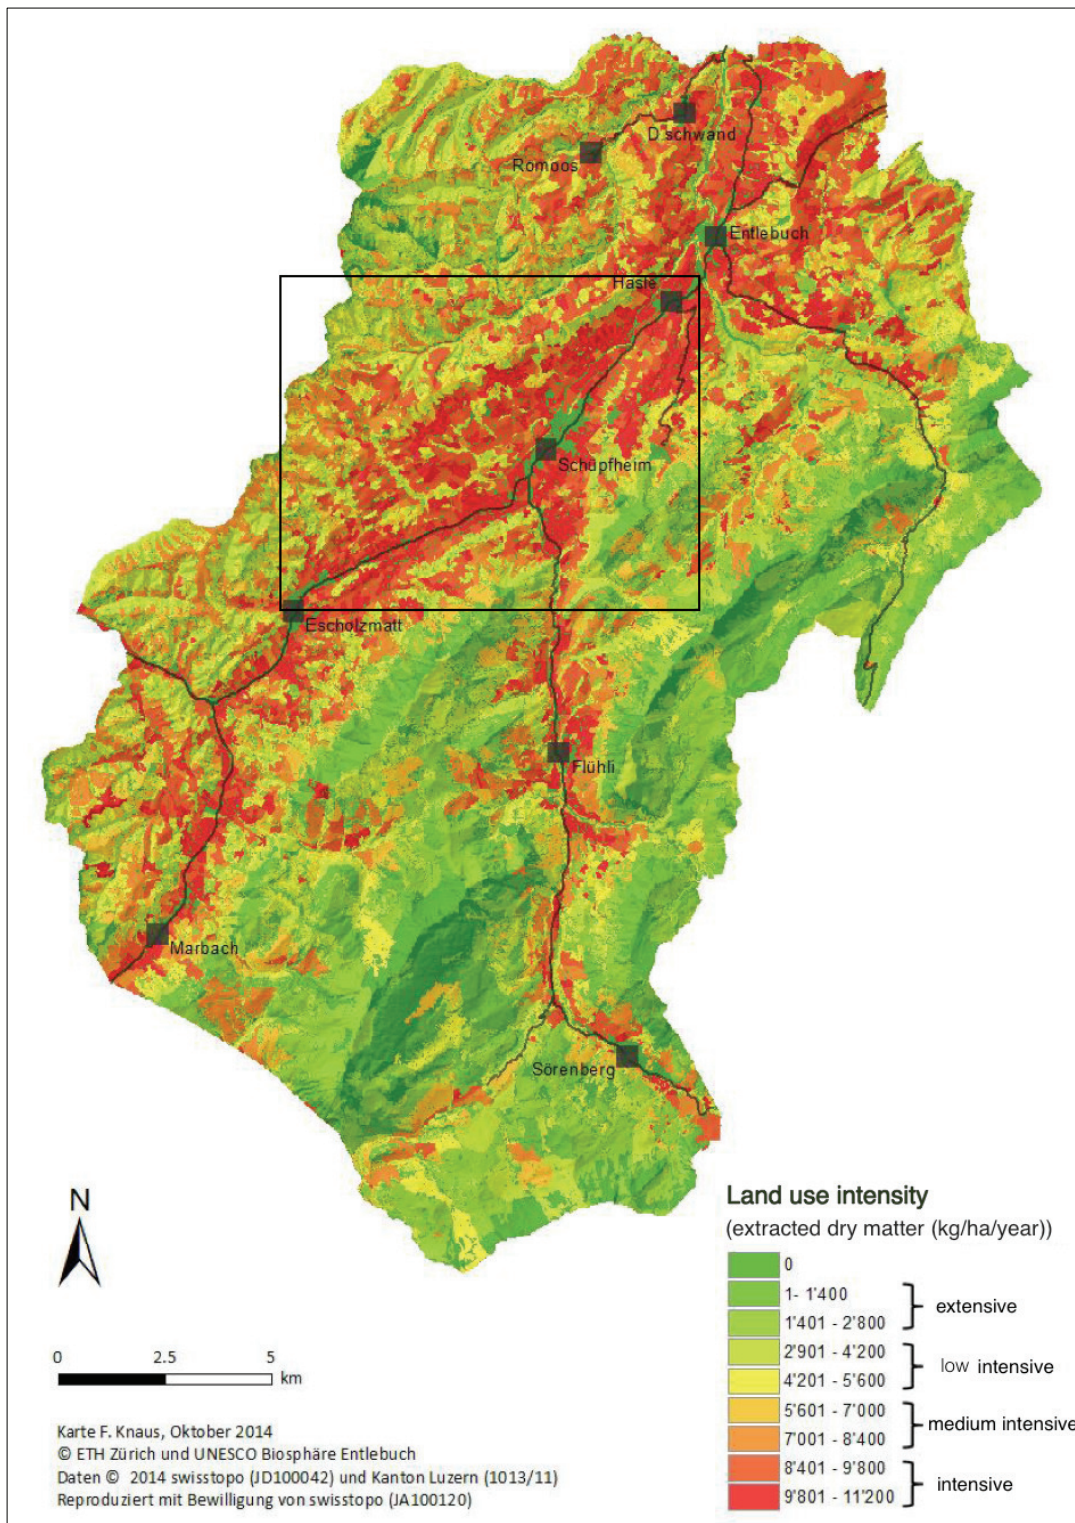 D schwand
Romoos
Entlebuch
Hasle
Schüpfheim
Escholzmatt
Flühli
Marbach
Sörenberg
N
0 2.5 5
km
Karte F. Knaus, Oktober 2014
© ETH Zürich und UNESCO Biosphäre Entlebuch
Daten © 2014 swisstopo (JD100042) und Kanton Luzern (1013/11)
Reproduziert mit Bewilligung von swisstopo (JA100120)
Land use intensity
(extracted dry matter (kg/ha/year))
0
1- 1'400
extensive
1'401 - 2'800
2'901 - 4'200
low intensive
4'201 - 5'600
5'601 - 7'000
medium intensive
7'001 - 8'400
8'401 - 9'800
intensive
9'801 - 11'200